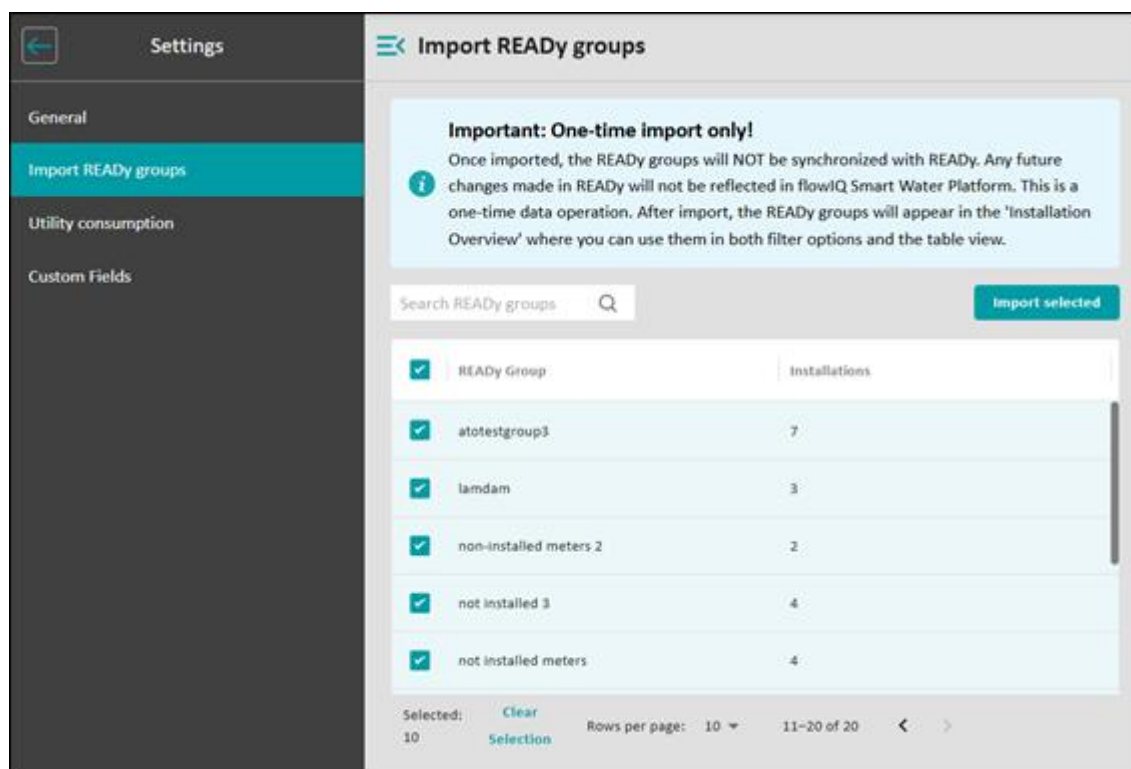 Settings
Import READy groups
General
Import READy groups
Utility consumption
Custom Fields
Important: One-time import only!
Once imported, the READy groups will NOT be synchronized with READy. Any future
changes made in READy will not be reflected in flowIQ Smart Water Platform. This is a
one-time data operation. After import, the READy groups will appear in the 'Installation
Overview' where you can use them in both filter options and the table view.
Search READy groups
Import selected
READy Group Installations
atotestgroup3 7
lamdam 3
non-installed meters 2 2
not installed 3 4
not installed meters 4
Selected:
10
Clear
Selection
Rows per page: 10 11–20 of 20